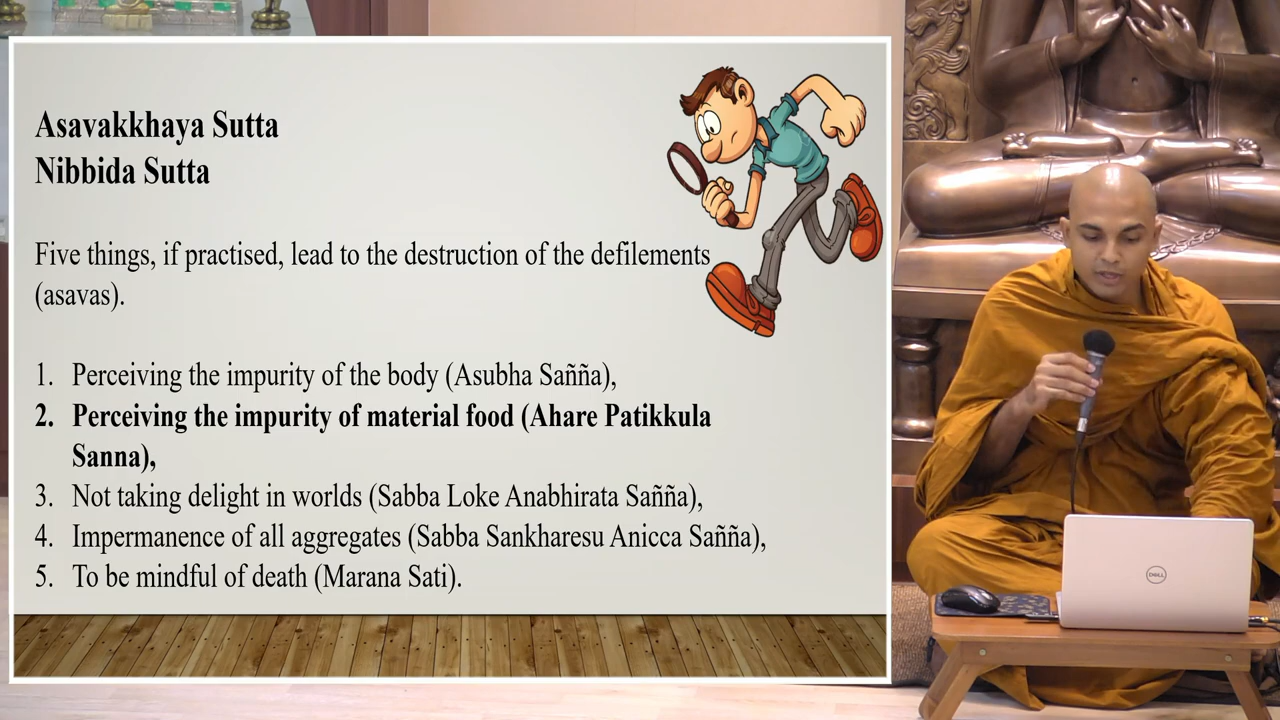 Asavakkhaya Sutta
Nibbida Sutta
Five things, if practised, lead to the destruction of the defilements
(asavas).
1. Perceiving the impurity of the body (Asubha Sañña),
2. Perceiving the impurity of material food (Ahare Patikkula
Sanna),
3. Not taking delight in worlds (Sabba Loke Anabhirata Sañña),
4. Impermanence of all aggregates (Sabba Sankharesu Anicca Sañña),
5. To be mindful of death (Marana Sati).
DELL